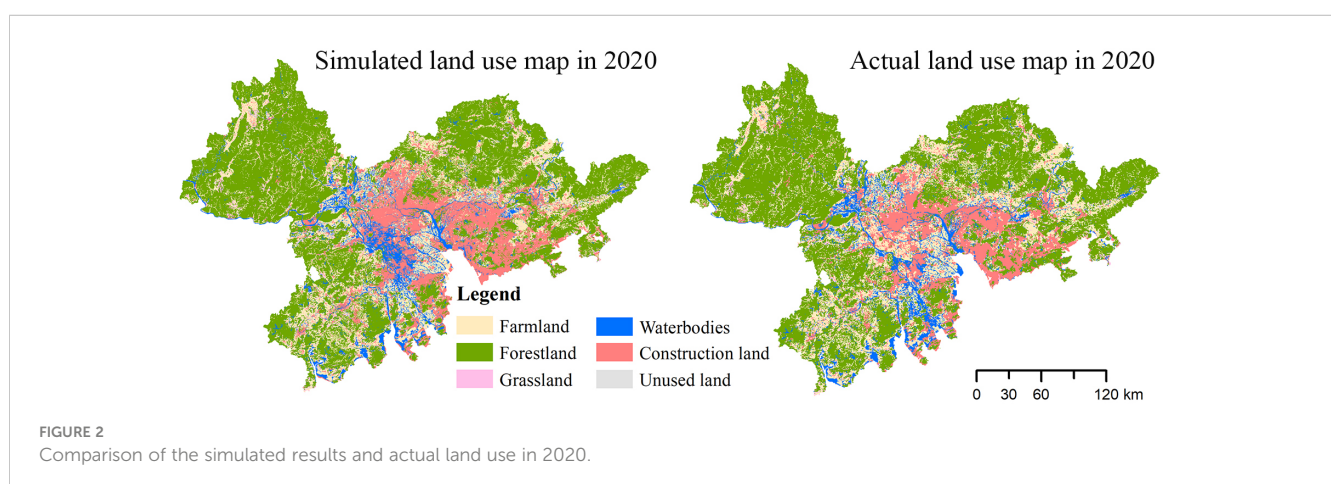 Simulated land use map in 2020
Actual land use map in 2020
Legend
Farmland
Waterbodies
Forestland
Construction land
Grassland
Unused land
0 30 60 120 km
FIGURE 2
Comparison of the simulated results and actual land use in 2020.